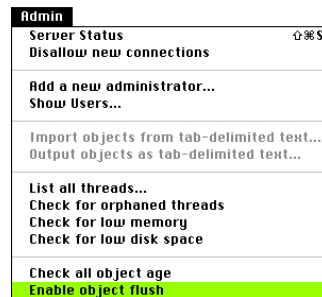 Admin
Server Status ⇧⌘S
Disallow new connections
Add a new administrator...
Show Users...
Import objects from tab-delimited text...
Output objects as tab-delimited text...
List all threads...
Check for orphaned threads
Check for low memory
Check for low disk space
Check all object age
Enable object flush